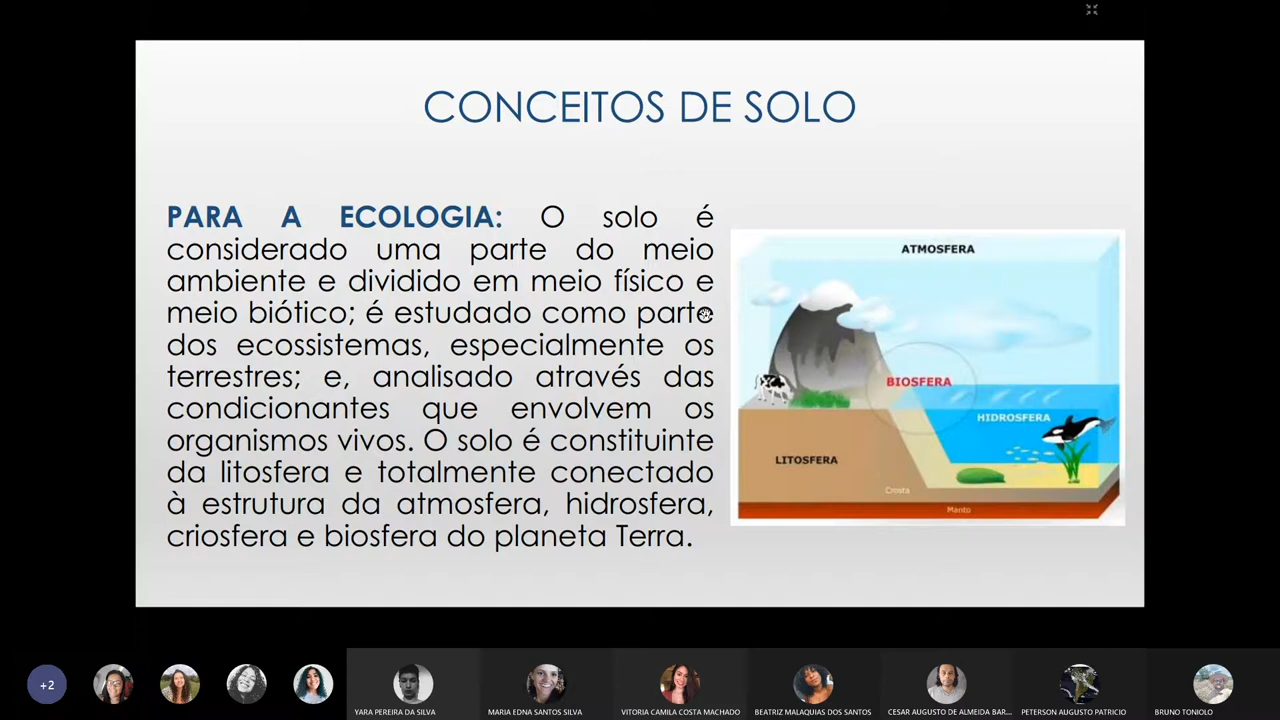 CONCEITOS DE SOLO
PARA A ECOLOGIA: O solo é
considerado uma parte do meio
ambiente e dividido em meio físico e
meio biótico; é estudado como parte
dos ecossistemas, especialmente os
terrestres; e, analisado através das
condicionantes que envolvem os
organismos vivos. O solo é constituinte
da litosfera e totalmente conectado
à estrutura da atmosfera, hidrosfera,
criosfera e biosfera do planeta Terra.
ATMOSFERA
BIOSFERA
HIDROSFERA
LITOSFERA
Crosta
Manto
+2
YARA PEREIRA DA SILVA
MARIA EDNA SANTOS SILVA
VITORIA CAMILA COSTA MACHADO
BEATRIZ MALAQUIAS DOS SANTOS
CESAR AUGUSTO DE ALMEIDA BAR...
PETERSON AUGUSTO PATRICIO
BRUNO TONIOLO